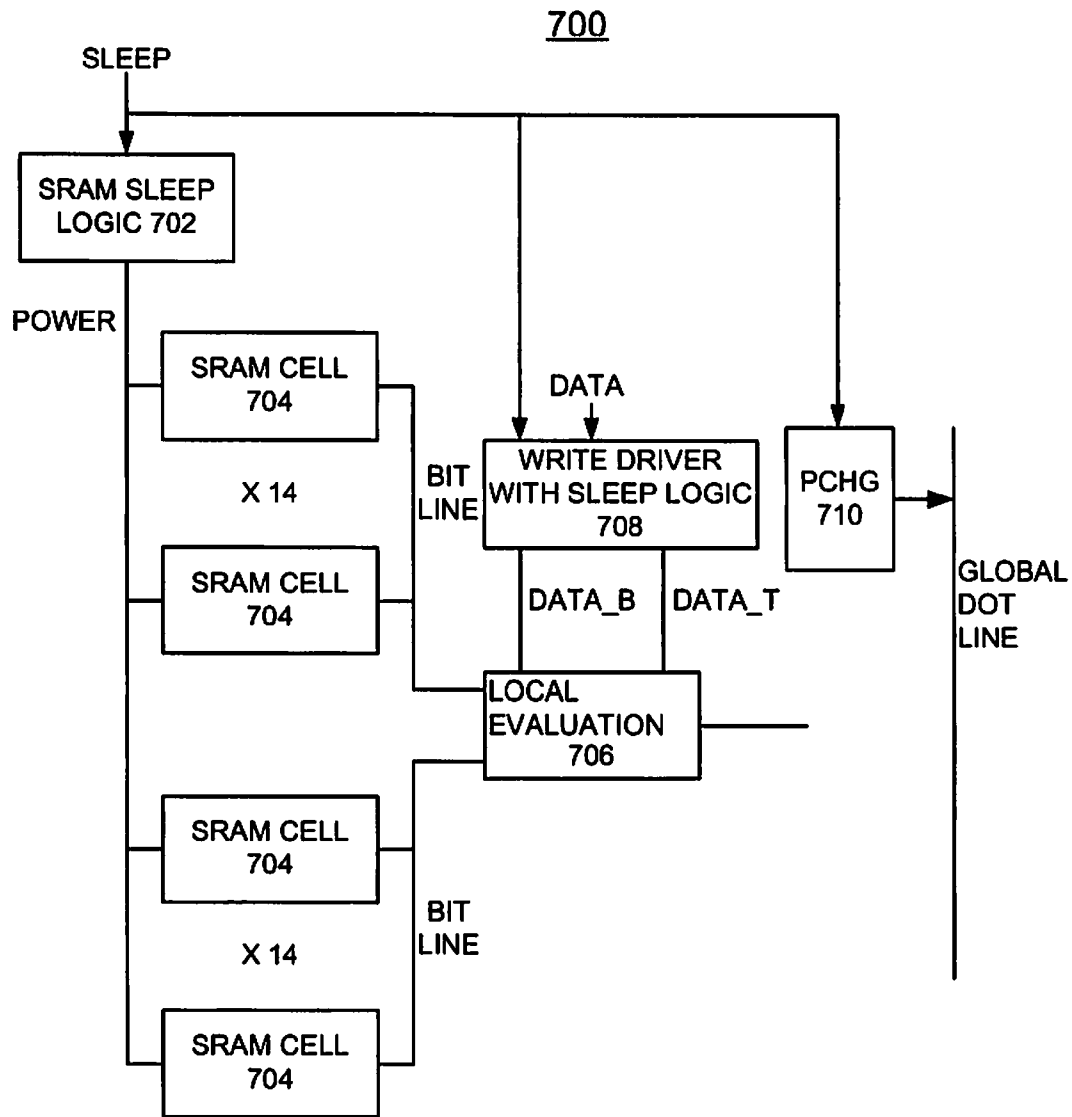 700
SLEEP
SRAM SLEEP
LOGIC 702
POWER
SRAM CELL
704
X 14
SRAM CELL
704
BIT
LINE
DATA
WRITE DRIVER
WITH SLEEP LOGIC
708
PCHG
710
DATA_B
DATA_T
GLOBAL
DOT
LINE
LOCAL
EVALUATION
706
SRAM CELL
704
X 14
SRAM CELL
704
BIT
LINE